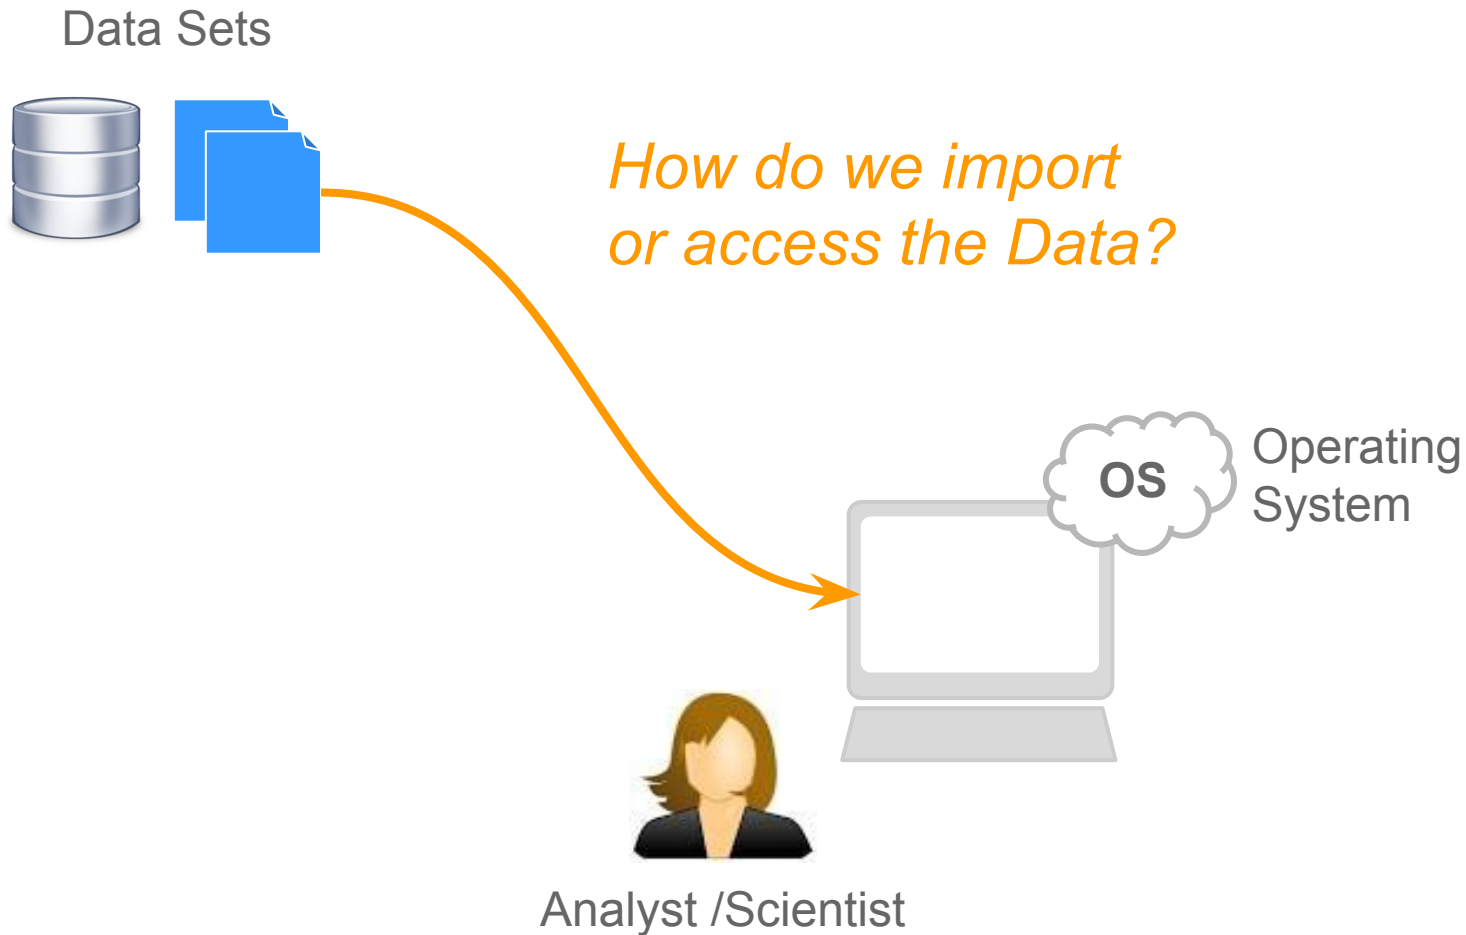 Data Sets
How do we import
or access the Data?
OS
Operating
System
Analyst /Scientist